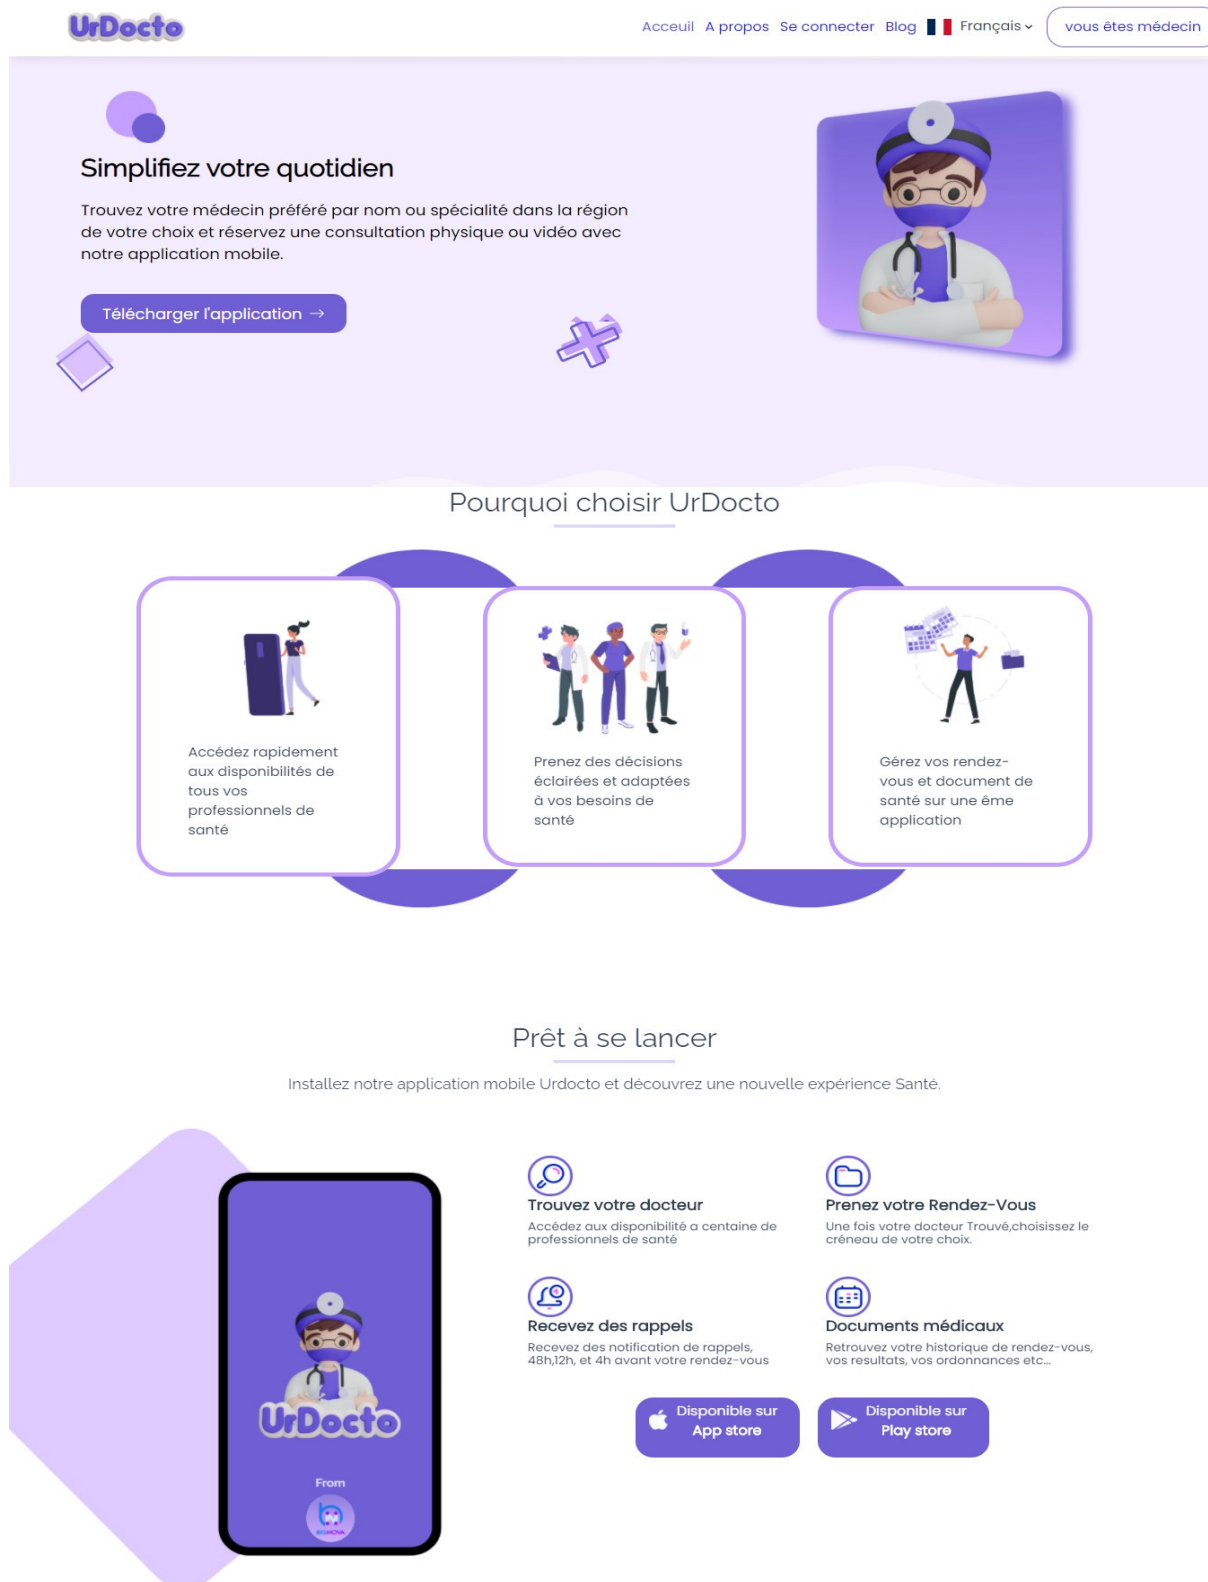 UrDocto
Acceuil A propos Se connecter Blog Français vous êtes médecin
Simplifiez votre quotidien
Trouvez votre médecin préféré par nom ou spécialité dans la région
de votre choix et réservez une consultation physique ou vidéo avec
notre application mobile.
Télécharger l'application →
Pourquoi choisir UrDocto
Accédez rapidement
aux disponibilités de
tous vos
professionnels de
santé
Prenez des décisions
éclairées et adaptées
à vos besoins de
santé
Gérez vos rendez-
vous et document de
santé sur une ême
application
Prêt à se lancer
Installez notre application mobile Urdocto et découvrez une nouvelle expérience Santé.
Trouvez votre docteur
Accédez aux disponibilité a centaine de
professionnels de santé
Prenez votre Rendez-Vous
Une fois votre docteur Trouvé,choisissez le
créneau de votre choix.
Recevez des rappels
Recevez des notification de rappels,
48h,12h, et 4h avant votre rendez-vous
Documents médicaux
Retrouvez votre historique de rendez-vous,
vos resultats, vos ordonnances etc...
Disponible sur
App store
Disponible sur
Play store
UrDocto
From